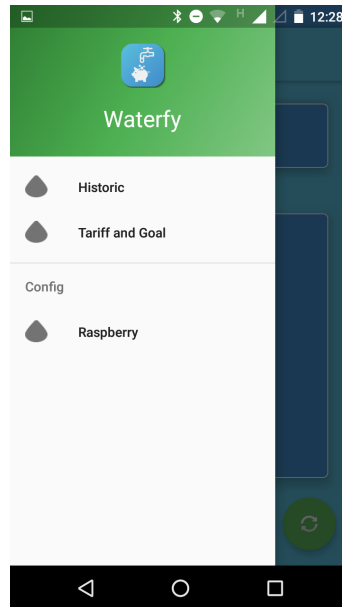 H
12:28
Waterfy
Historic
Tariff and Goal
Config
Raspberry